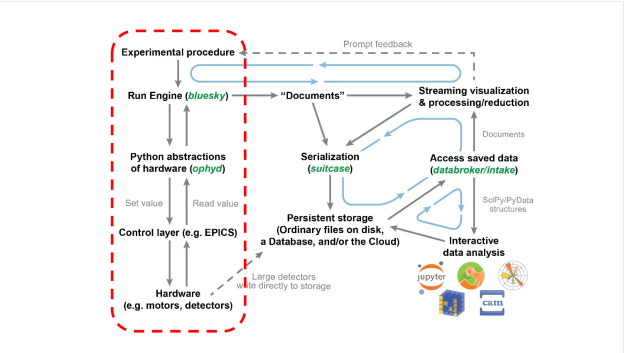 Prompt feedback
Experimental procedure
Run Engine (bluesky)
“Documents”
Streaming visualization
& processing/reduction
Documents
Python abstractions
of hardware (ophyd)
Serialization
(suitcase)
Access saved data
(databroker/intake)
Set value
Read value
SciPy/PyData
structures
Persistent storage
(Ordinary files on disk,
a Database, and/or the Cloud)
Control layer (e.g. EPICS)
Interactive
data analysis
Large detectors
write directly to storage
Hardware
(e.g. motors, detectors)
jupyter
cam